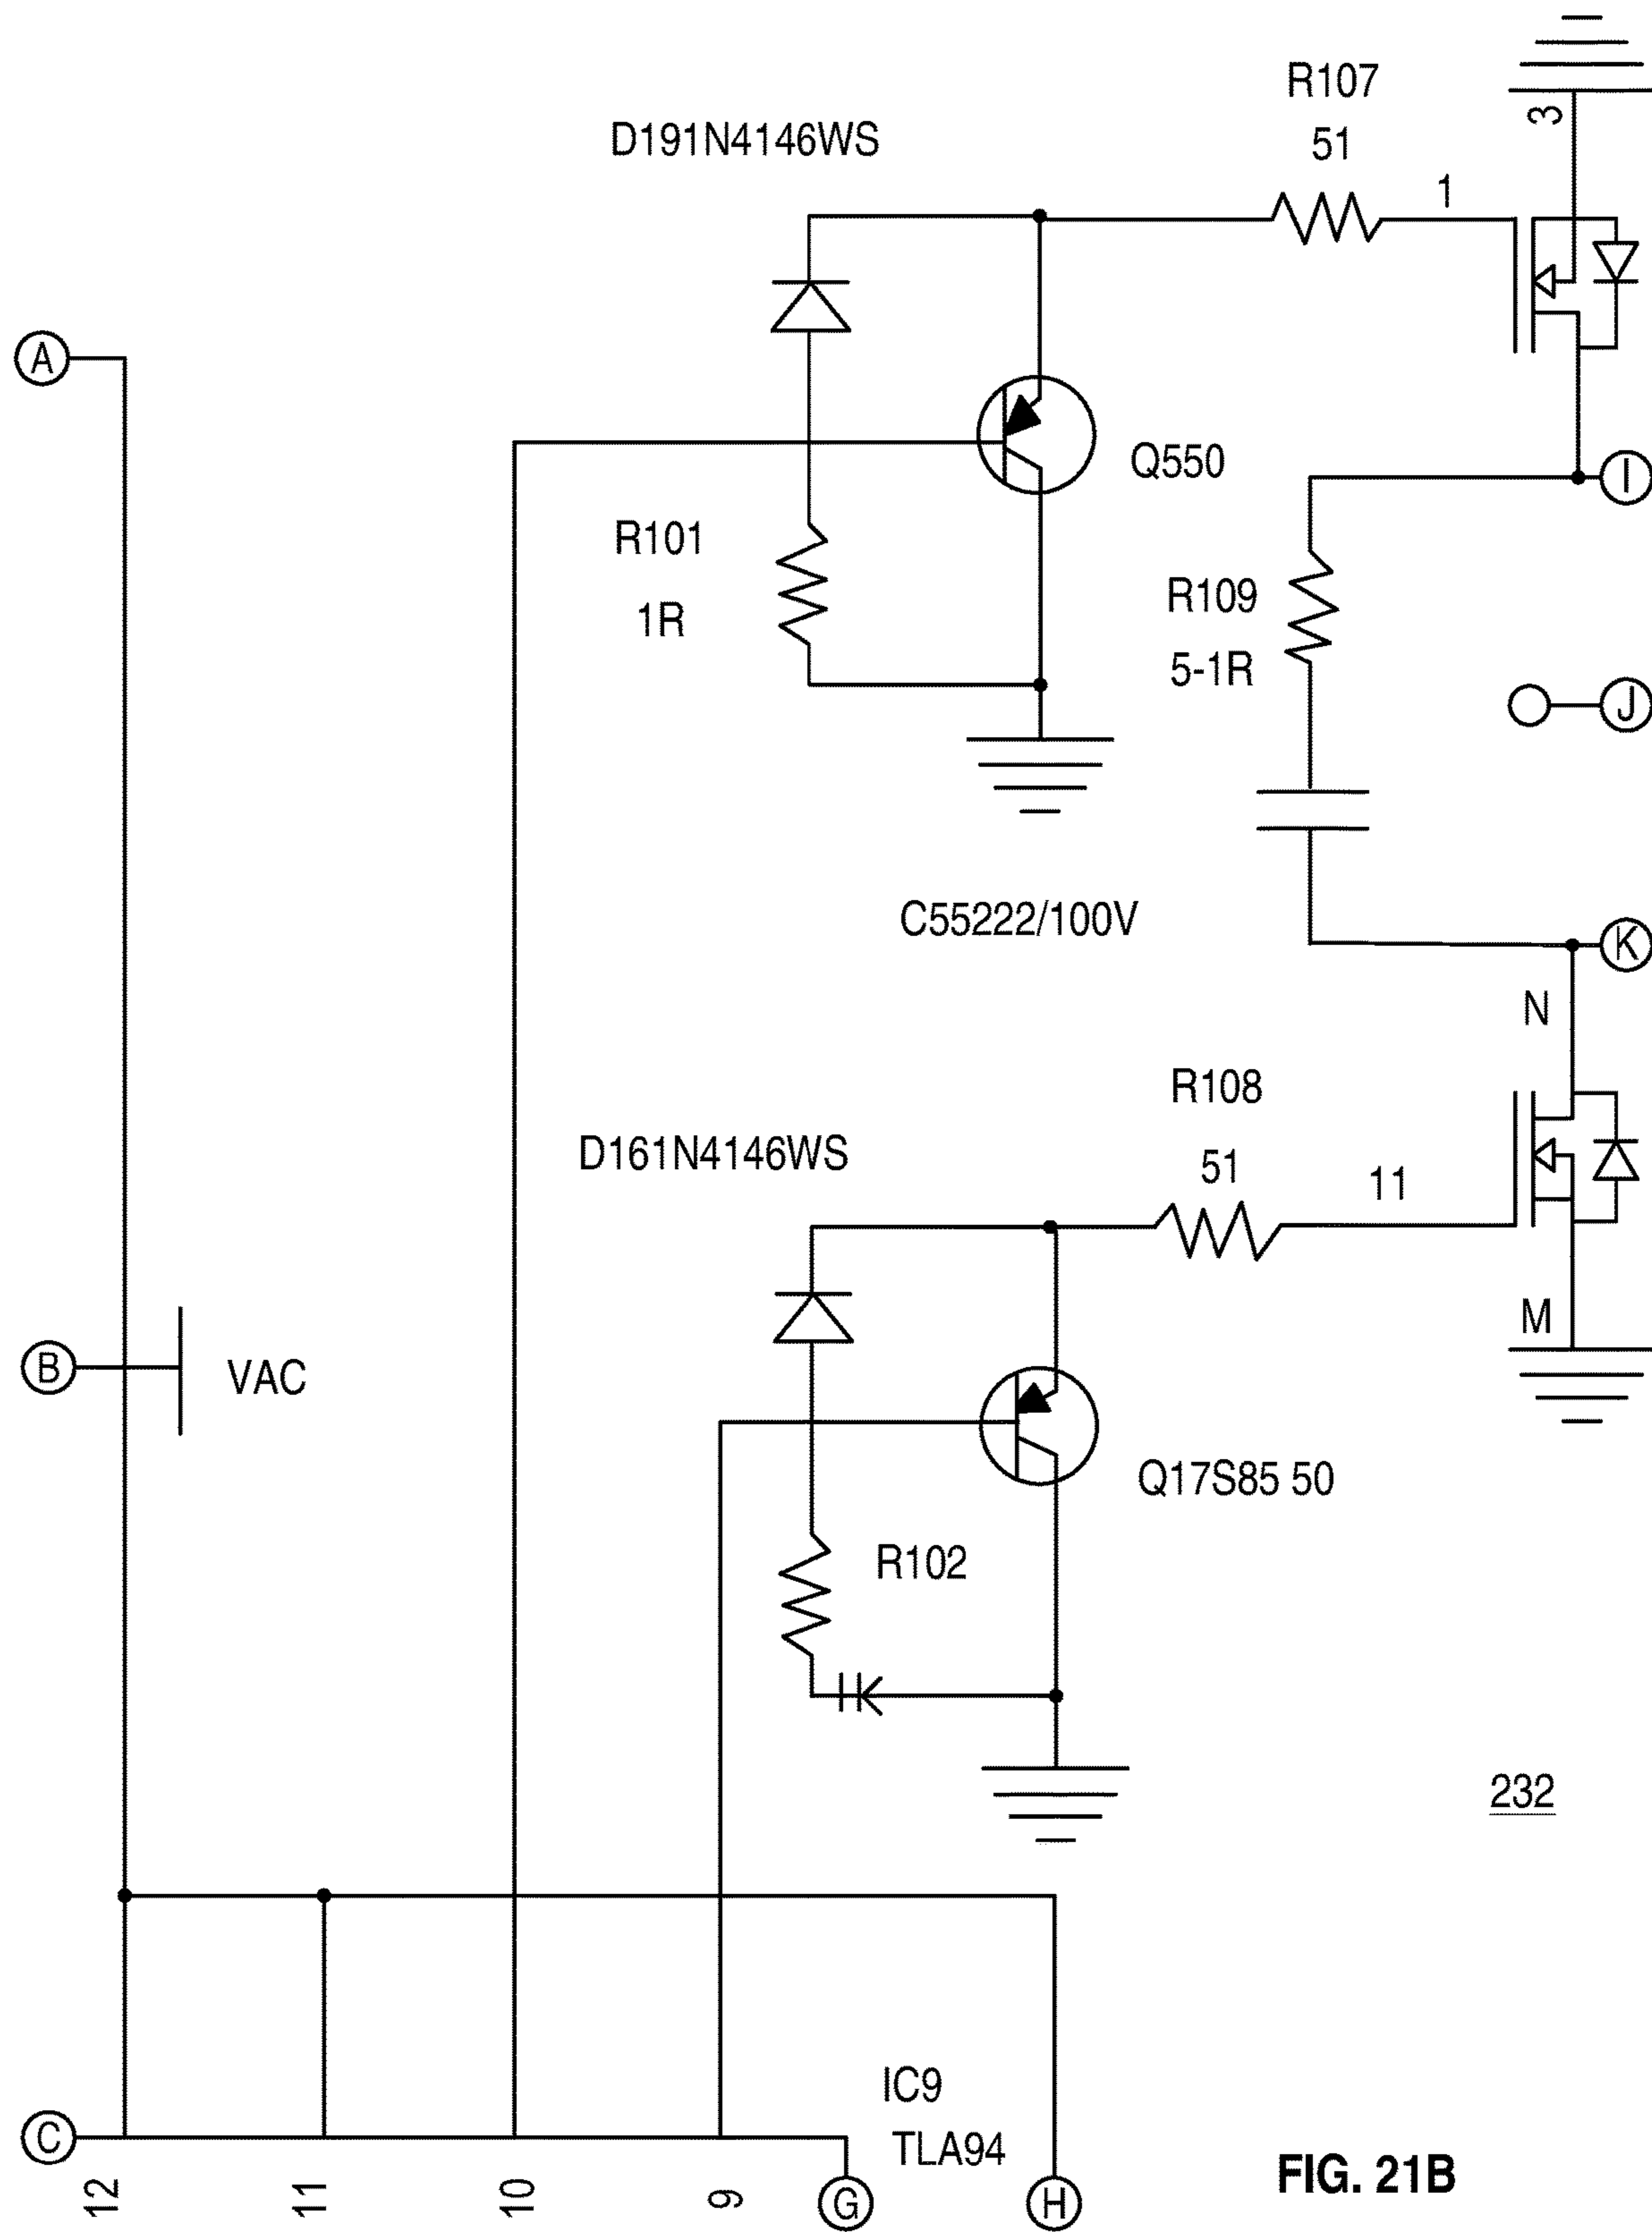 R107
51
3
D191N4146WS
1
A
Q550
I
R101
1R
R109
5-1R
J
C55222/100V
K
N
R108
51
11
D161N4146WS
M
B
VAC
Q17S85 50
R102
232
IC9
TLA94
C
12
11
10
9
G
H
FIG. 21B